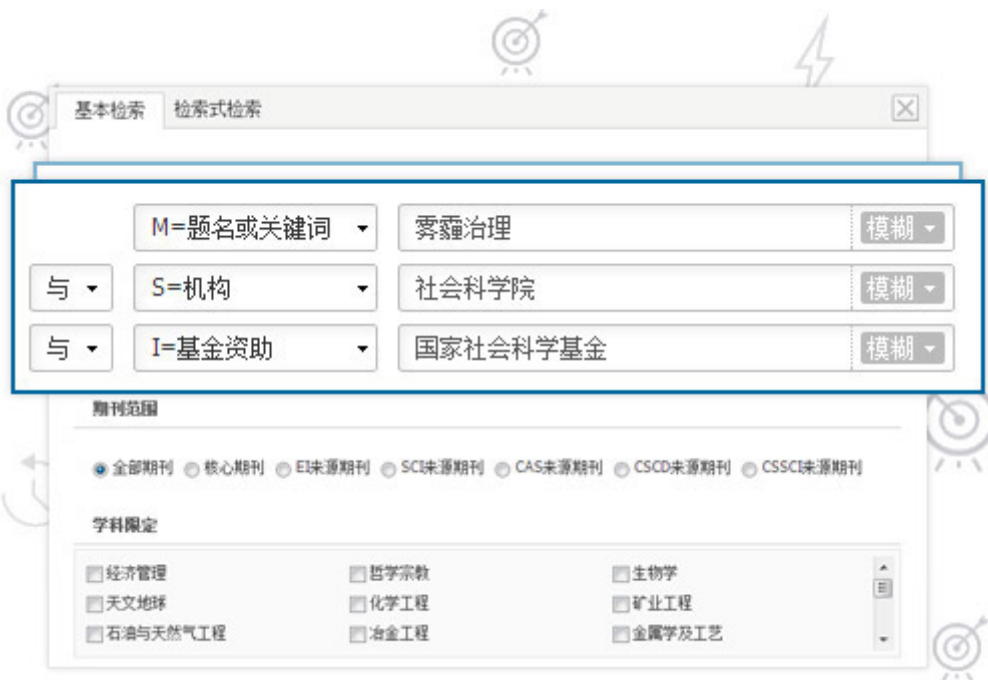 基本检索 检索式检索
M=题名或关键词 雾霾治理 模糊
与 S=机构 社会科学院 模糊
与 I=基金资助 国家社会科学基金 模糊
期刊范围
全部期刊 核心期刊 EI来源期刊 SCI来源期刊 CAS来源期刊 CSCD来源期刊 CSSCI来源期刊
学科限定
经济管理 哲学宗教 生物学
天文地球 化学工程 矿业工程
石油与天然气工程 冶金工程 金属学及工艺